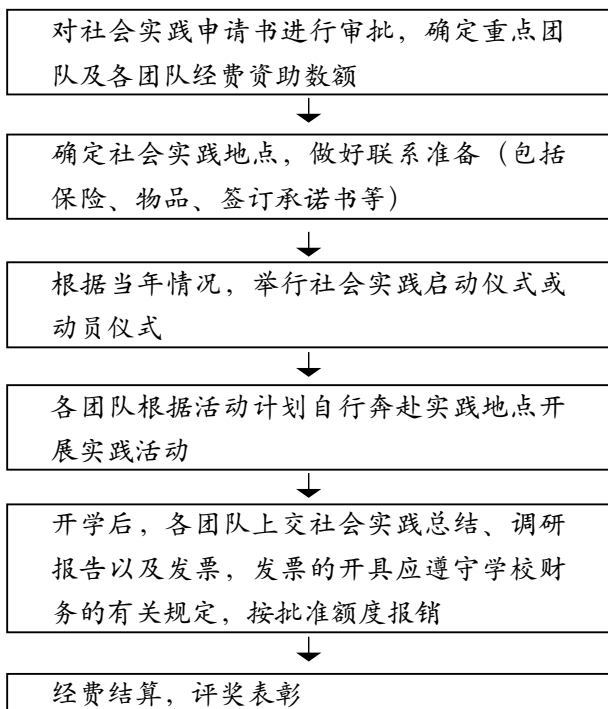 对社会实践申请书进行审批，确定重点团
队及各团队经费资助数额
确定社会实践地点，做好联系准备（包括
保险、物品、签订承诺书等）
根据当年情况，举行社会实践启动仪式或
动员仪式
各团队根据活动计划自行奔赴实践地点开
展实践活动
开学后，各团队上交社会实践总结、调研
报告以及发票，发票的开具应遵守学校财
务的有关规定，按批准额度报销
经费结算，评奖表彰